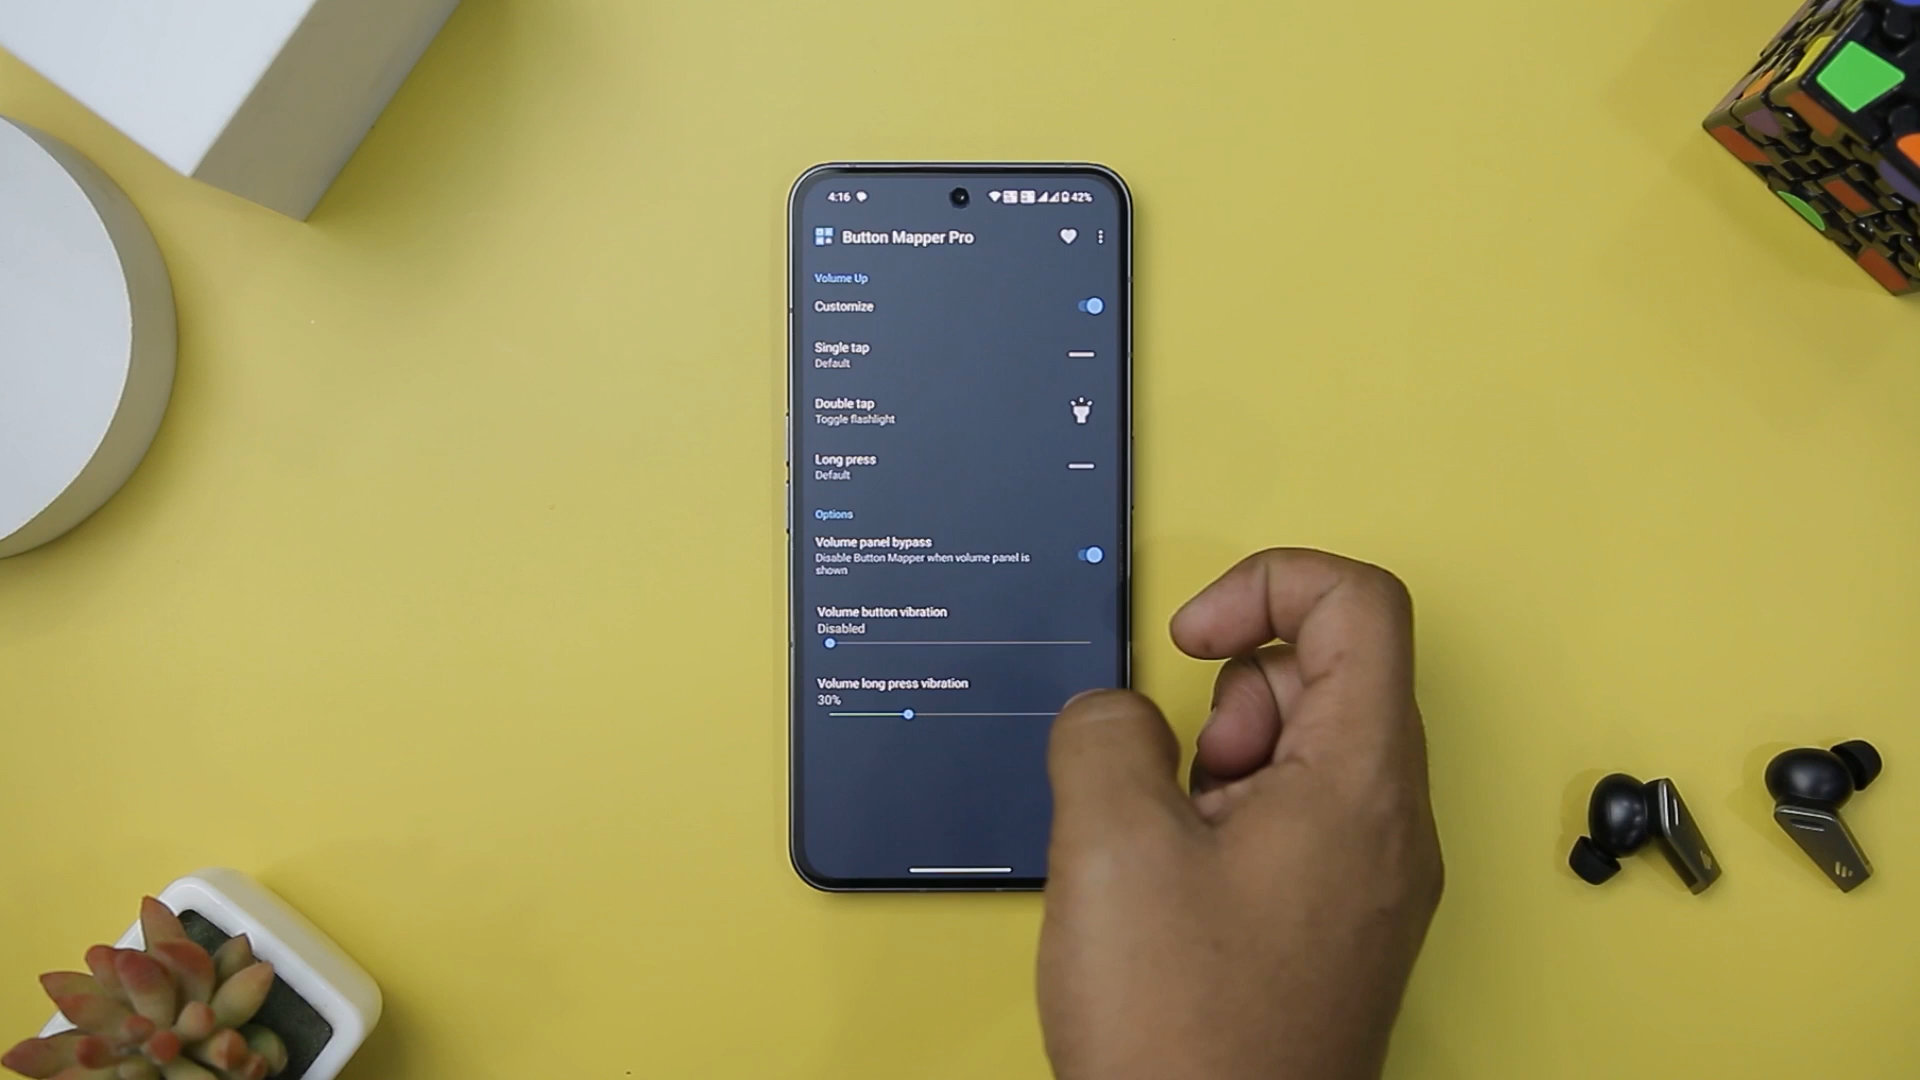 4:16 42%
Button Mapper Pro
Volume Up
Customize
Single tap
Default
Double tap
Toggle flashlight
Long press
Default
Options
Volume panel bypass
Disable Button Mapper when volume panel is
shown
Volume button vibration
Disabled
Volume long press vibration
30%